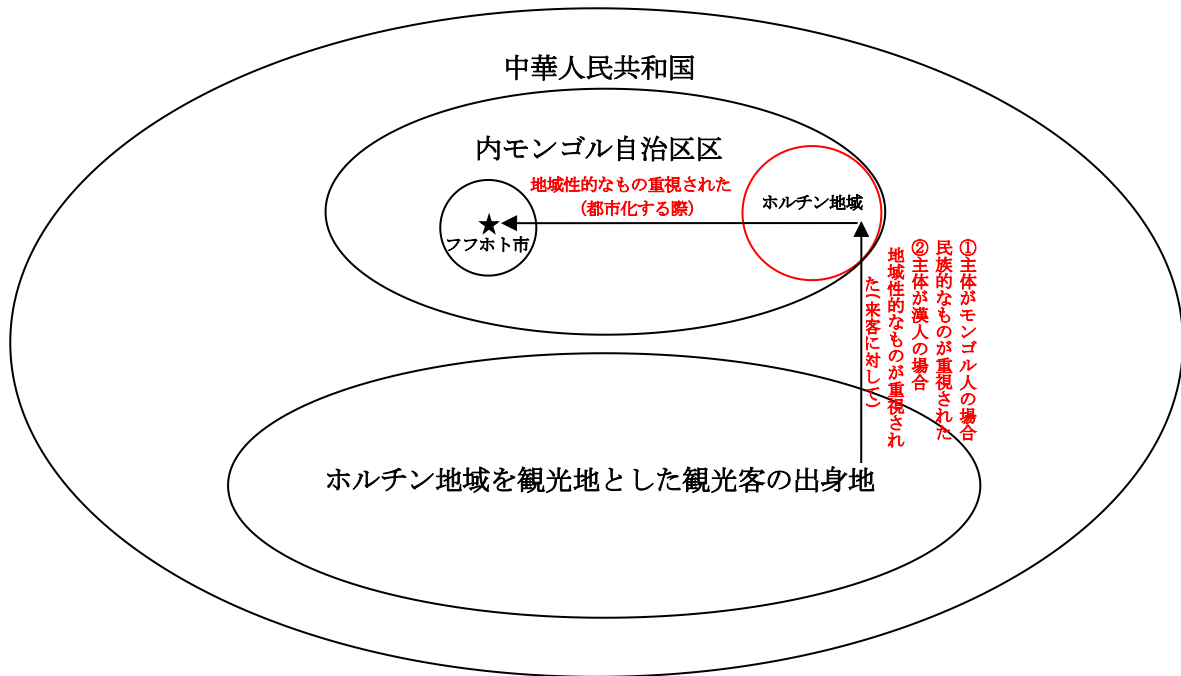 中華人民共和国
内モンゴル自治区区
地域性的なもの重視された
(都市化する際)
ホルチン地域
★
フフホト市
①主体がモンゴル人の場合
民族的なものが重視された
②主体が漢人の場合
地域性的なものが重視され
た(来客に対して)
ホルチン地域を観光地とした観光客の出身地